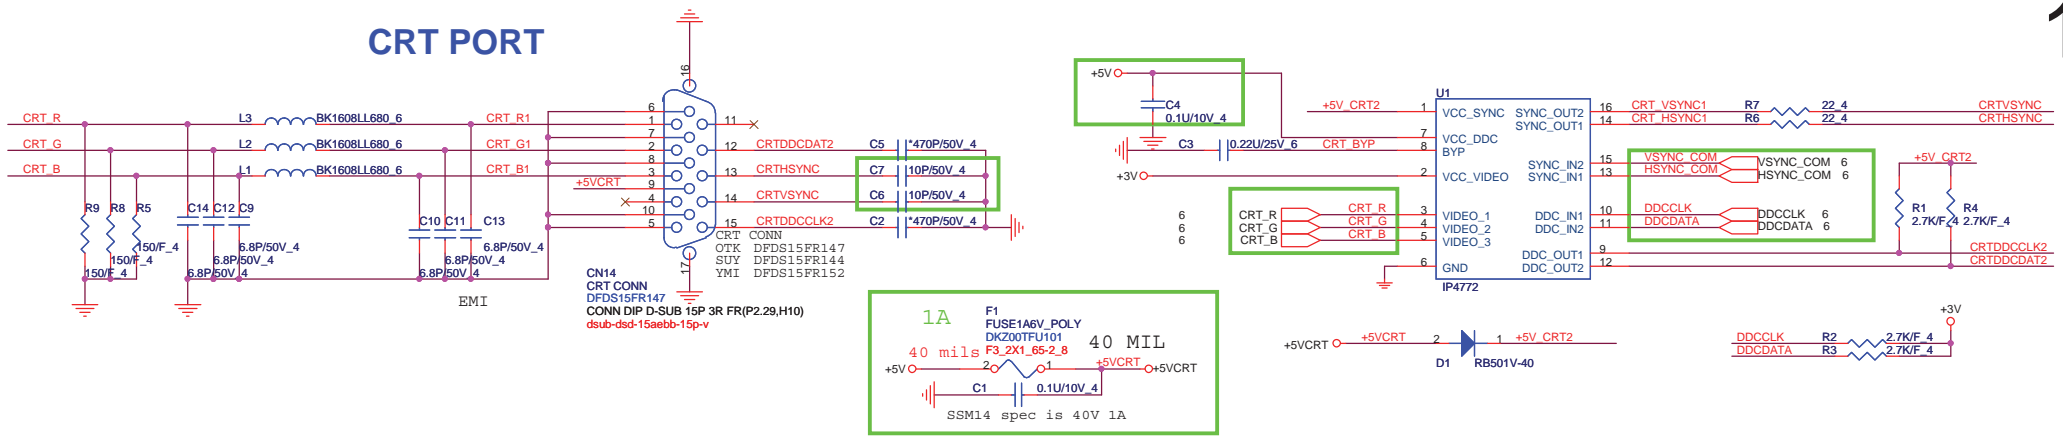 CRT PORT
1
16
CRT_R
L3
BK1608LL680_6
CRT_R1
CRT_G
L2
BK1608LL680_6
CRT_G1
CRT_B
L1
BK1608LL680_6
CRT_B1
R9
R8
R5
C14
C12
C9
C10
C11
C13
150/F_4
150/F_4
150/F_4
6.8P/50V_4
6.8P/50V_4
6.8P/50V_4
6.8P/50V_4
6.8P/50V_4
6.8P/50V_4
EMI
6
1
7
2
8
3
+5VCRT
9
4
10
5
11
12
13
14
15
17
CRTDDCDAT2
C5
*470P/50V_4
CRTHSYNC
C7
10P/50V_4
CRTVSYNC
C6
10P/50V_4
CRTDDCCLK2
C2
*470P/50V_4
CRT CONN
OTK DFDS15FR147
SUY DFDS15FR144
YMI DFDS15FR152
CN14
CRT CONN
DFDS15FR147
CONN DIP D-SUB 15P 3R FR(P2.29,H10)
dsub-dsd-15aebb-15p-v
1A
F1
FUSE1A6V_POLY
DKZ00TFU101
F3_2X1_65-2_8
40 mils
40 MIL
+5V
2
1
+5VCRT
+5VCRT
C1
0.1U/10V_4
SSM14 spec is 40V 1A
+5V
C4
0.1U/10V_4
C3
0.22U/25V_6
CRT_BYP
+3V
+5V_CRT2
6
CRT_R
CRT_R
6
CRT_G
CRT_G
6
CRT_B
CRT_B
U1
1
VCC_SYNC
SYNC_OUT2
16
SYNC_OUT1
14
7
VCC_DDC
8
BYP
SYNC_IN2
15
2
VCC_VIDEO
SYNC_IN1
13
3
VIDEO_1
DDC_IN1
10
4
VIDEO_2
DDC_IN2
11
5
VIDEO_3
DDC_OUT1
9
6
GND
DDC_OUT2
12
IP4772
CRT_VSYNC1
R7
22_4
CRTVSYNC
CRT_HSYNC1
R6
22_4
CRTHSYNC
VSYNC_COM
VSYNC_COM 6
HSYNC_COM
HSYNC_COM 6
DDCCLK
DDCCLK 6
DDCDATA
DDCDATA 6
+5V_CRT2
R1
2.7K/F_4
R4
2.7K/F_4
CRTDDCCLK2
CRTDDCDAT2
+5VCRT
+5VCRT
2
1
+5V_CRT2
D1
RB501V-40
+3V
DDCCLK
R2
2.7K/F_4
DDCDATA
R3
2.7K/F_4